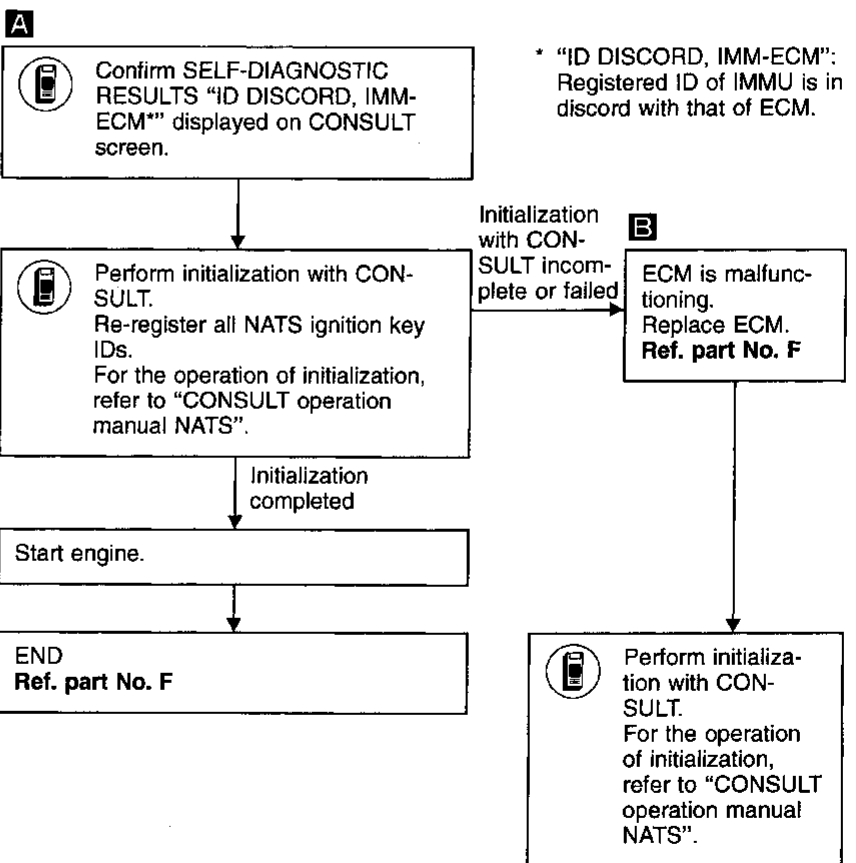 A
Confirm SELF-DIAGNOSTIC
RESULTS "ID DISCORD, IMM-
ECM*" displayed on CONSULT
screen.
* "ID DISCORD, IMM-ECM":
Registered ID of IMMU is in
discord with that of ECM.
Perform initialization with CON-
SULT.
Re-register all NATS ignition key
IDs.
For the operation of initialization,
refer to "CONSULT operation
manual NATS".
Initialization
with CON-
SULT incom-
plete or failed
B
ECM is malfunc-
tioning.
Replace ECM.
Ref. part No. F
Initialization
completed
Start engine.
END
Ref. part No. F
Perform initializa-
tion with CON-
SULT.
For the operation
of initialization,
refer to "CONSULT
operation manual
NATS".